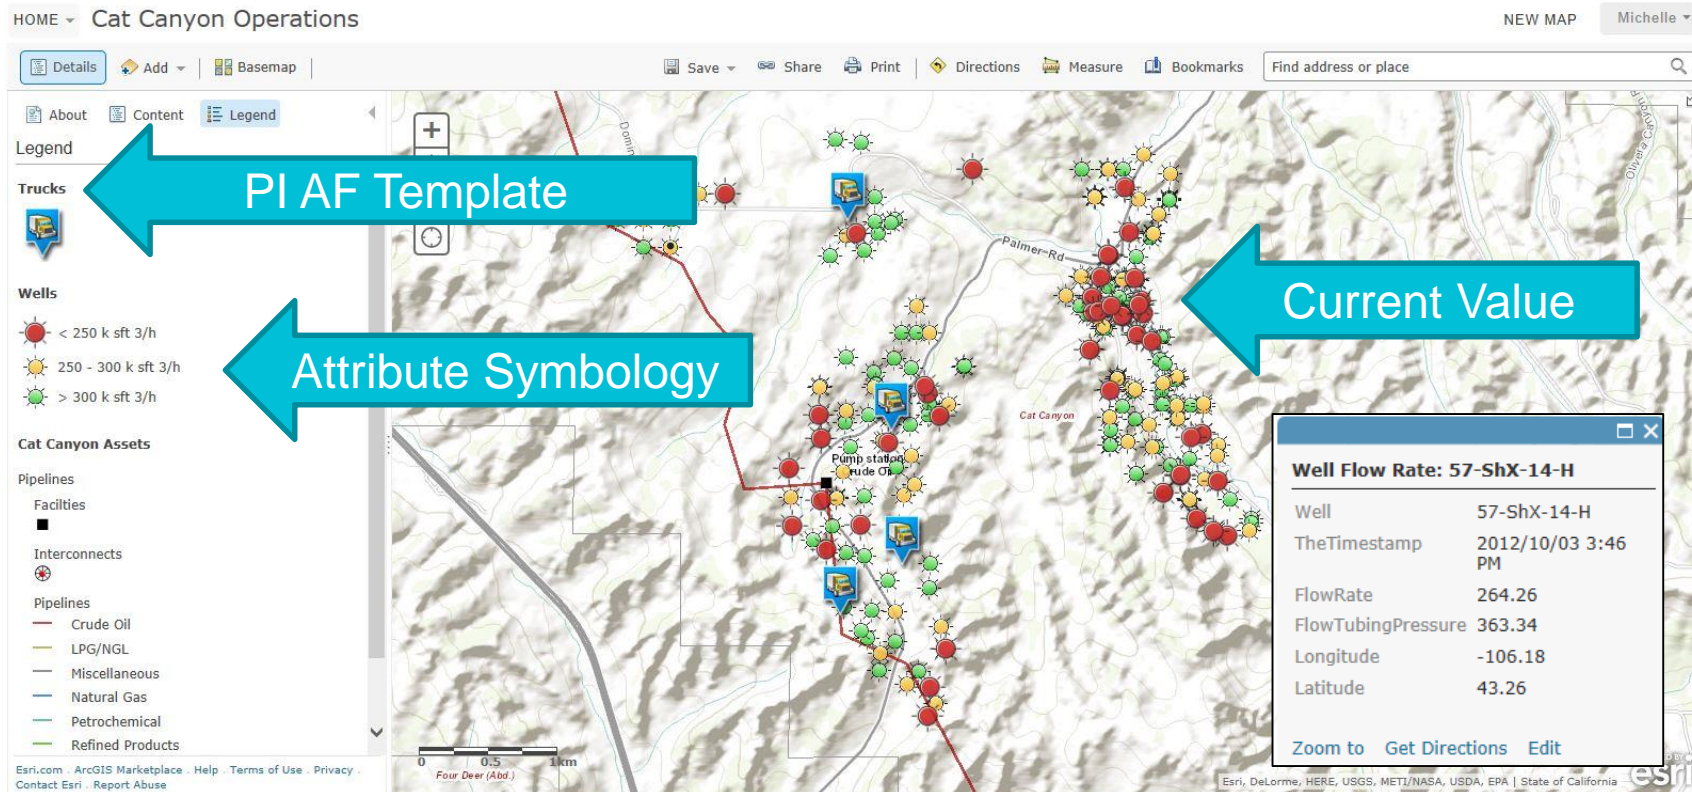 HOME Cat Canyon Operations
NEW MAP Michelle
Details Add Basemap
Save Share Print Directions Measure Bookmarks Find address or place
About Content Legend
Legend
Trucks
PI AF Template
Wells
< 250 k sft 3/h
250 - 300 k sft 3/h
> 300 k sft 3/h
Attribute Symbology
Current Value
Cat Canyon Assets
Pipelines
Facilties
Interconnects
Pipelines
Crude Oil
LPG/NGL
Miscellaneous
Natural Gas
Petrochemical
Refined Products
Esri.com . ArcGIS Marketplace . Help . Terms of Use . Privacy .
Contact Esri . Report Abuse
Palmer-Rd
Olivera Canyon
Cat Canyon
Pump station
Crude Oil
0 0.5 1km
Four Deer (Abd.)
Well Flow Rate: 57-ShX-14-H
Well 57-ShX-14-H
TheTimestamp 2012/10/03 3:46
PM
FlowRate 264.26
FlowTubingPressure 363.34
Longitude -106.18
Latitude 43.26
Zoom to Get Directions Edit
Esri, DeLorme, HERE, USGS, METI/NASA, USDA, EPA | State of California
esri